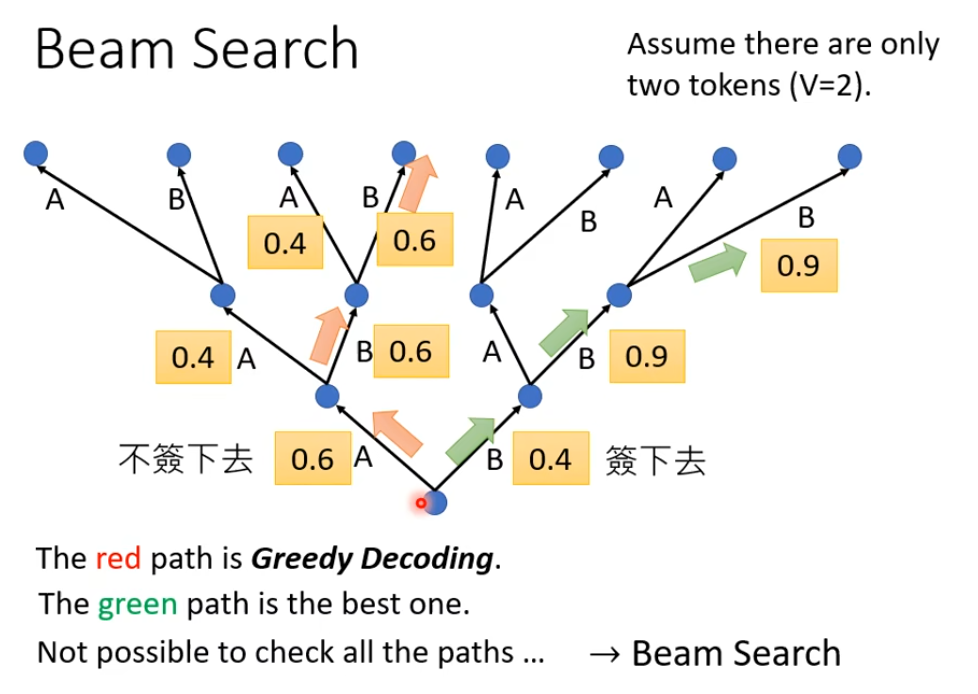 Beam Search
Assume there are only
two tokens (V=2).
A
B
A
B
A
B
A
B
0.4
0.6
0.9
0.4
A
B
0.6
A
B
0.9
不簽下去
0.6
A
B
0.4
簽下去
The red path is Greedy Decoding.
The green path is the best one.
Not possible to check all the paths ...
→ Beam Search